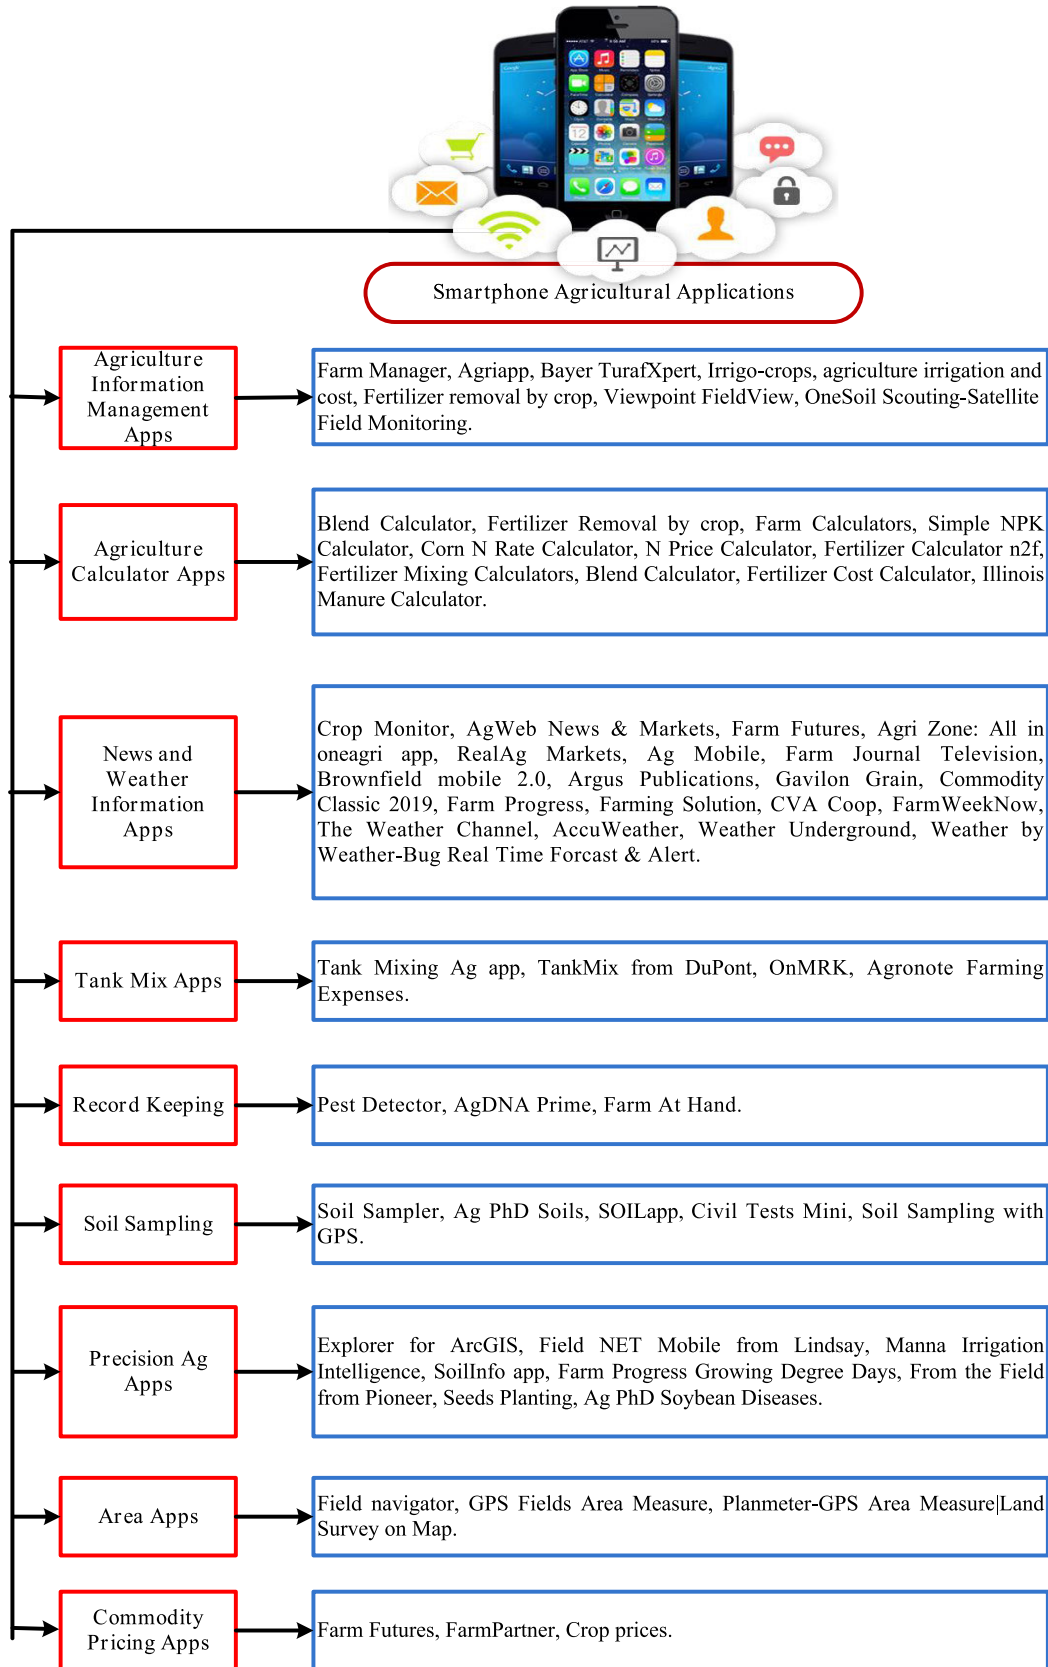 Smartphone Agricultural Applications
Agriculture
Information
Management
Apps
Farm Manager, Agriapp, Bayer TurafXpert, Irrigo-crops, agriculture irrigation and
cost, Fertilizer removal by crop, Viewpoint FieldView, OneSoil Scouting-Satellite
Field Monitoring.
Agriculture
Calculator Apps
Blend Calculator, Fertilizer Removal by crop, Farm Calculators, Simple NPK
Calculator, Corn N Rate Calculator, N Price Calculator, Fertilizer Calculator n2f,
Fertilizer Mixing Calculators, Blend Calculator, Fertilizer Cost Calculator, Illinois
Manure Calculator.
News and
Weather
Information
Apps
Crop Monitor, AgWeb News & Markets, Farm Futures, Agri Zone: All in
oneagri app, RealAg Markets, Ag Mobile, Farm Journal Television,
Brownfield mobile 2.0, Argus Publications, Gavilon Grain, Commodity
Classic 2019, Farm Progress, Farming Solution, CVA Coop, FarmWeekNow,
The Weather Channel, AccuWeather, Weather Underground, Weather by
Weather-Bug Real Time Forcast & Alert.
Tank Mix Apps
Tank Mixing Ag app, TankMix from DuPont, OnMRK, Agronote Farming
Expenses.
Record Keeping
Pest Detector, AgDNA Prime, Farm At Hand.
Soil Sampling
Soil Sampler, Ag PhD Soils, SOILapp, Civil Tests Mini, Soil Sampling with
GPS.
Precision Ag
Apps
Explorer for ArcGIS, Field NET Mobile from Lindsay, Manna Irrigation
Intelligence, SoilInfo app, Farm Progress Growing Degree Days, From the Field
from Pioneer, Seeds Planting, Ag PhD Soybean Diseases.
Area Apps
Field navigator, GPS Fields Area Measure, Planmeter-GPS Area Measure|Land
Survey on Map.
Commodity
Pricing Apps
Farm Futures, FarmPartner, Crop prices.